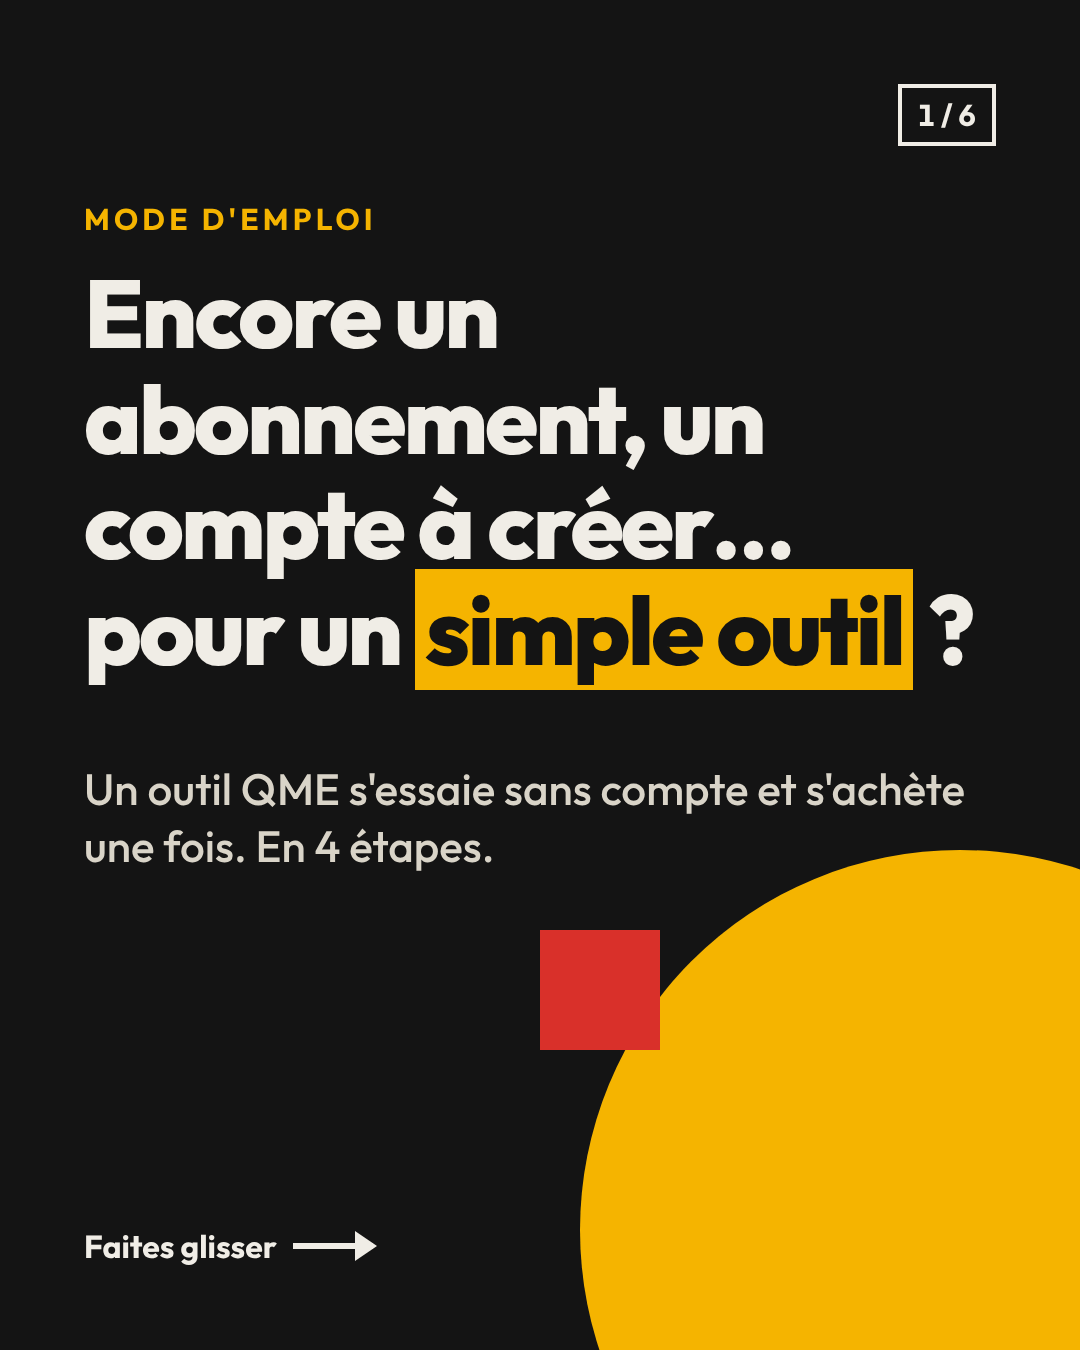 1/6
MODE D'EMPLOI
Encore un
abonnement, un
compte à créer…
pour un simple outil ?
Un outil QME s'essaie sans compte et s'achète
une fois. En 4 étapes.
Faites glisser